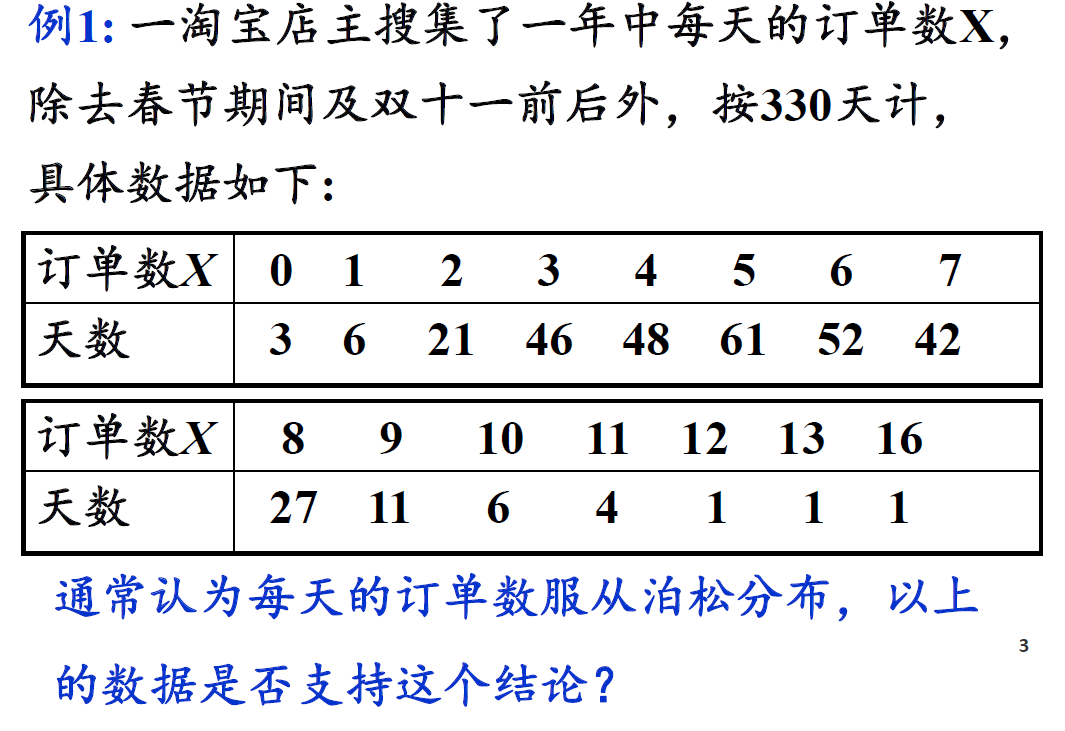 例1: 一淘宝店主搜集了一年中每天的订单数X，
除去春节期间及双十一前后外，按330天计，
具体数据如下：
订单数X 0 1 2 3 4 5 6 7
天数 3 6 21 46 48 61 52 42
订单数X 8 9 10 11 12 13 16
天数 27 11 6 4 1 1 1
通常认为每天的订单数服从泊松分布，以上
的数据是否支持这个结论？
3